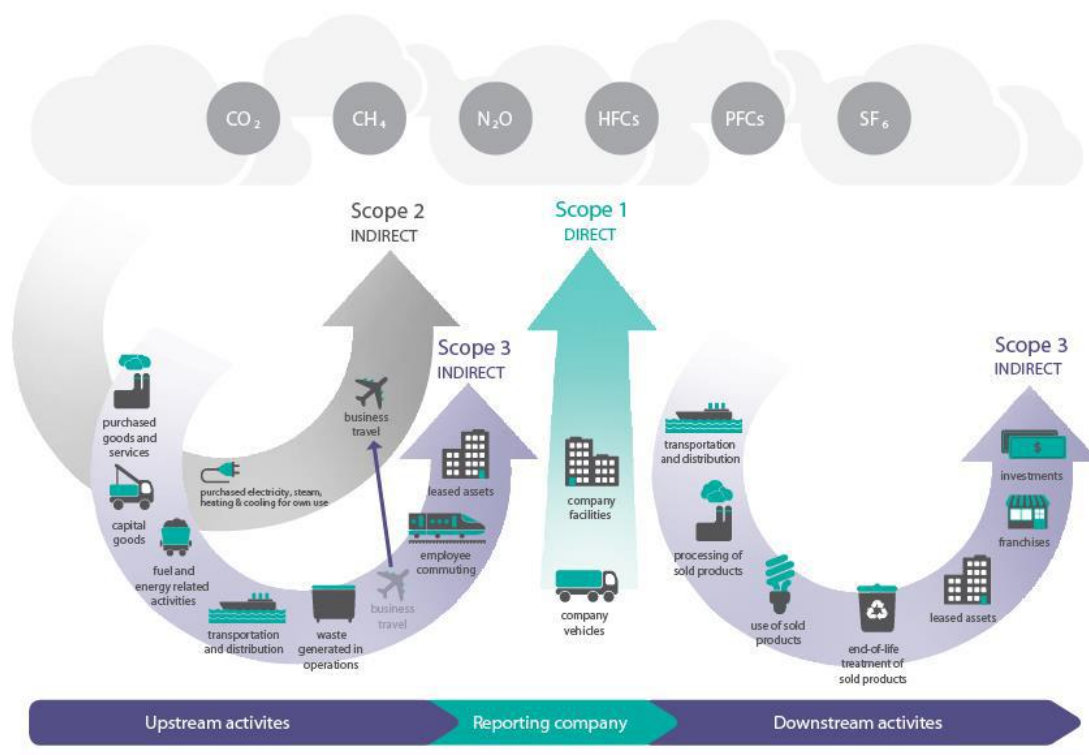 CO₂
CH₄
N₂O
HFCs
PFCs
SF₆
Scope 2
INDIRECT
Scope 1
DIRECT
Scope 3
INDIRECT
Scope 3
INDIRECT
purchased
goods and
services
business
travel
purchased electricity, steam,
heating & cooling for own use
leased assets
capital
goods
employee
commuting
fuel and
energy related
activities
business
travel
transportation
and distribution
waste
generated in
operations
company
facilities
company
vehicles
transportation
and distribution
$
investments
processing of
sold products
franchises
use of sold
products
leased assets
end-of-life
treatment of
sold products
Upstream activites
Reporting company
Downstream activites